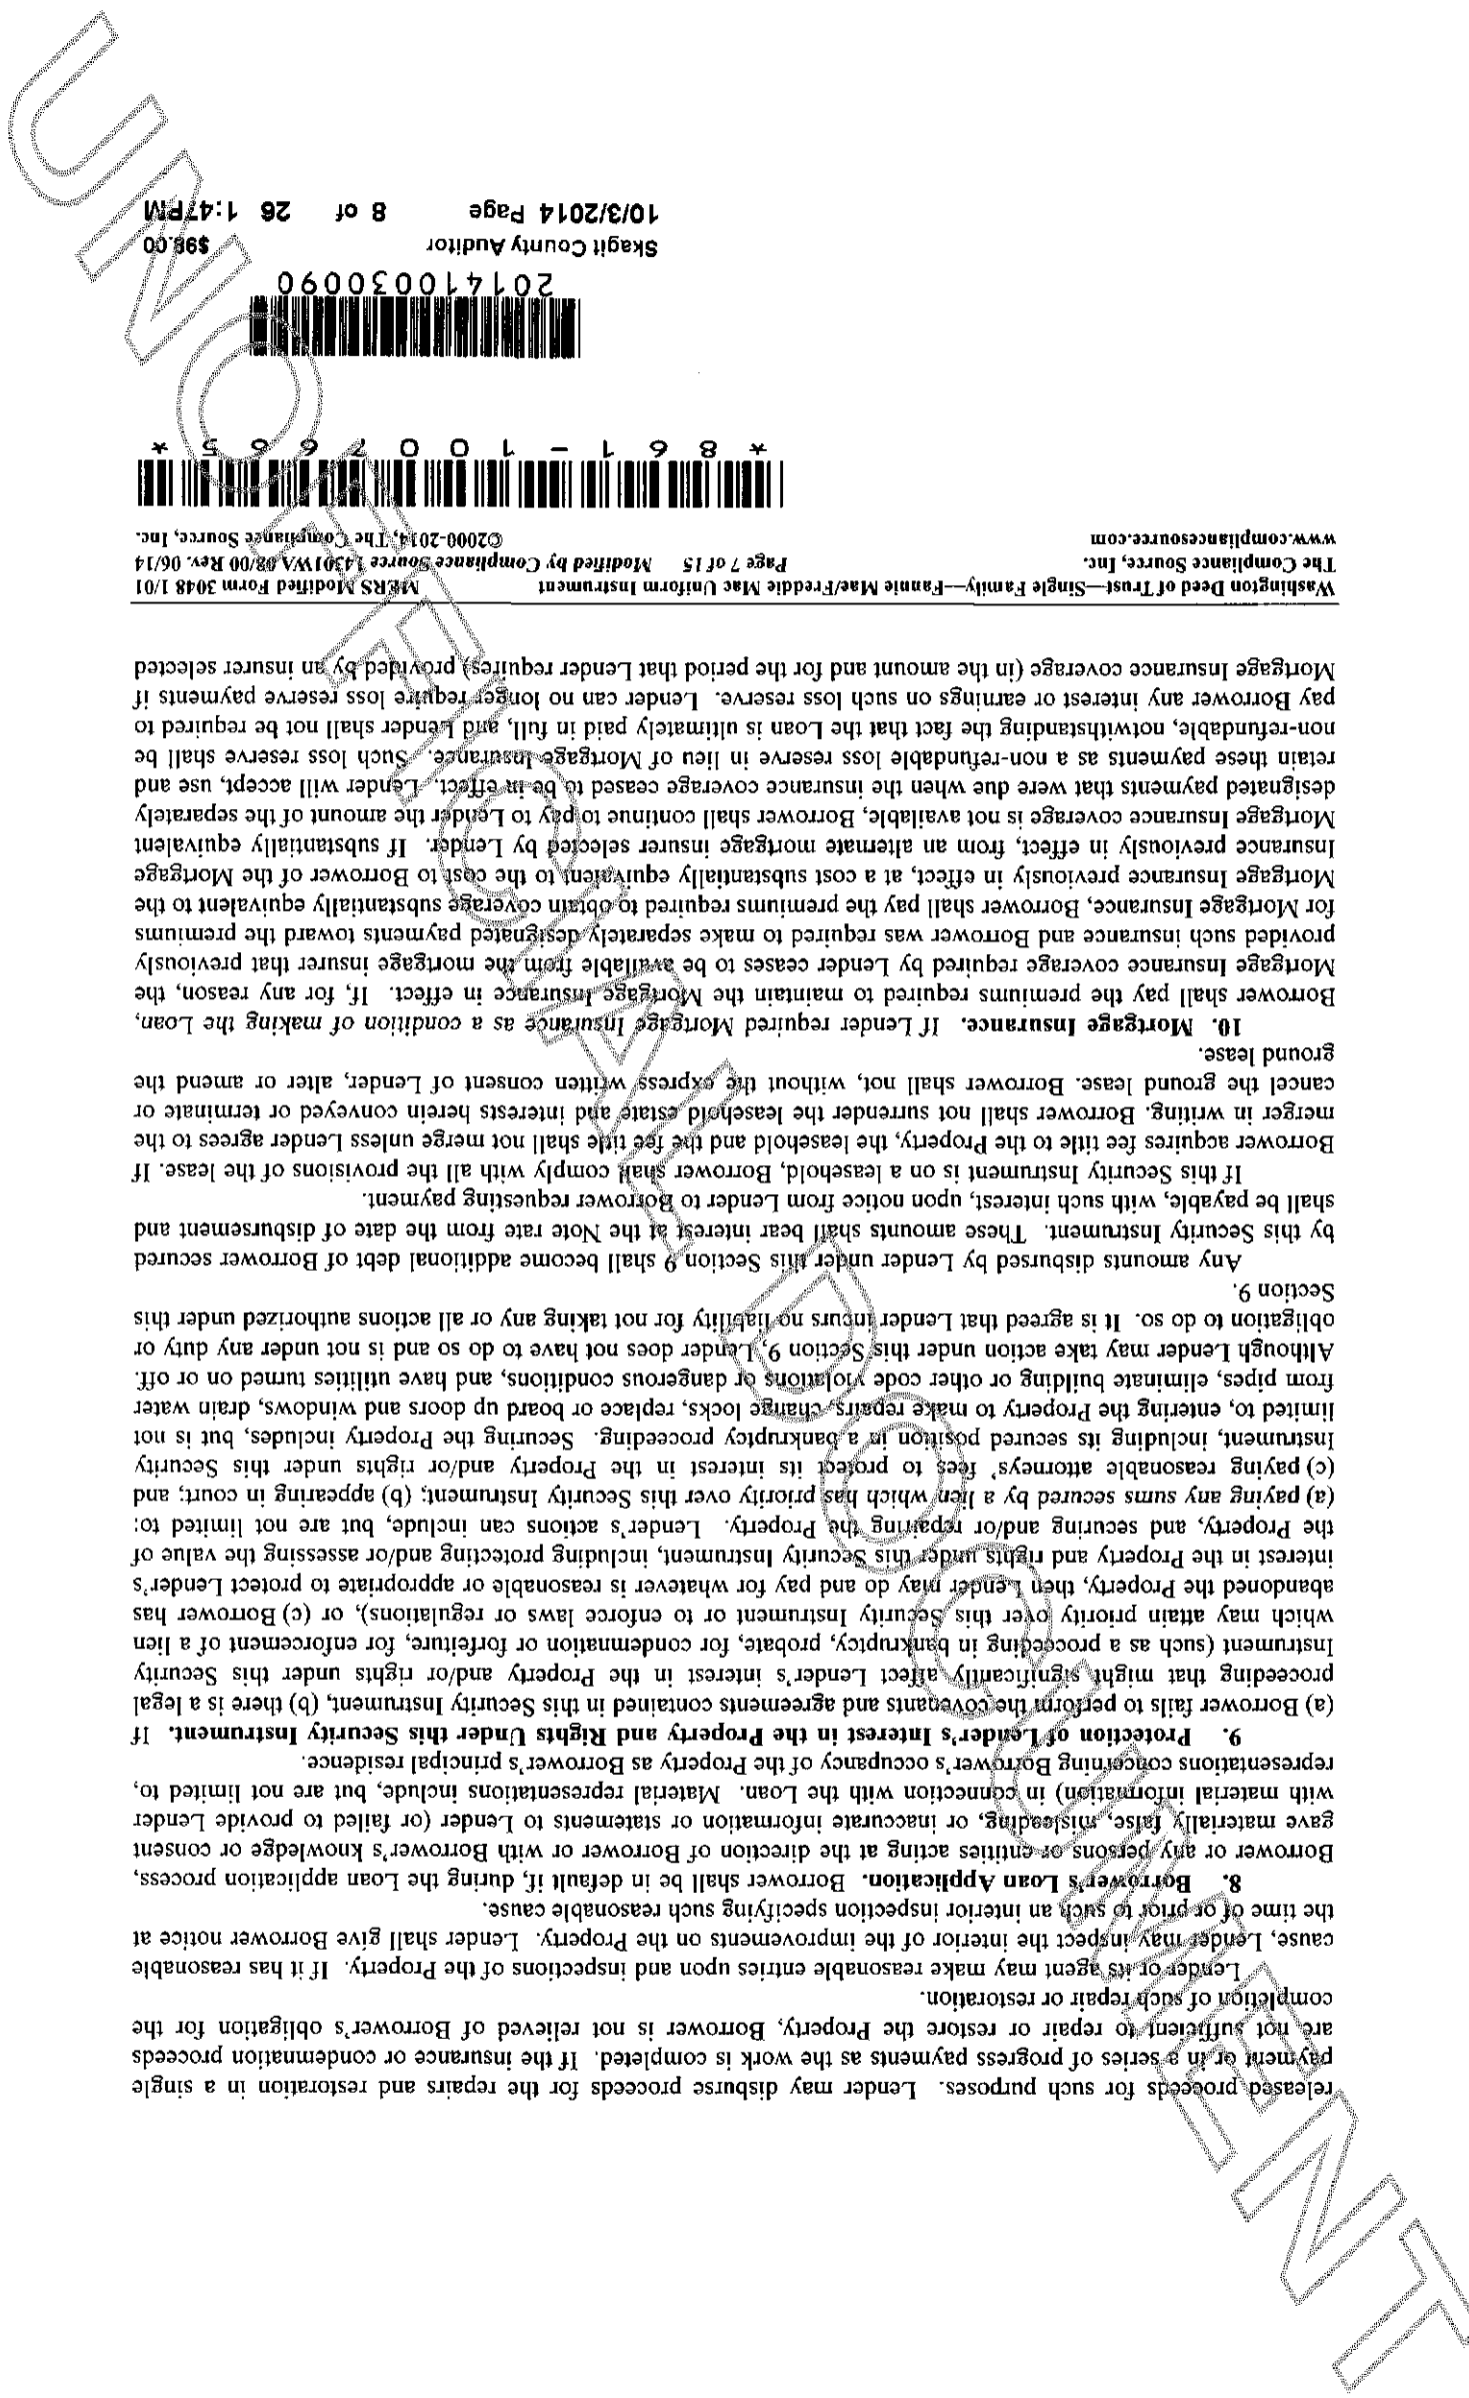 released proceeds for such purposes. Lender may disburse proceeds for the repairs and restoration in a single
payment or in a series of progress payments as the work is completed. If the insurance or condemnation proceeds
are not sufficient to repair or restore the Property, Borrower is not relieved of Borrower's obligation for the
completion of such repair or restoration.
Lender or its agent may make reasonable entries upon and inspections of the Property. If it has reasonable
cause, Lender may inspect the interior of the improvements on the Property. Lender shall give Borrower notice at
the time of or prior to such an interior inspection specifying such reasonable cause.
8. Borrower's Loan Application. Borrower shall be in default if, during the Loan application process,
Borrower or any persons or entities acting at the direction of Borrower or with Borrower's knowledge or consent
gave materially false, misleading, or inaccurate information or statements to Lender (or failed to provide Lender
with material information) in connection with the Loan. Material representations include, but are not limited to,
representations concerning Borrower's occupancy of the Property as Borrower's principal residence.
9. Protection of Lender's Interest in the Property and Rights Under this Security Instrument. If
(a) Borrower fails to perform the covenants and agreements contained in this Security Instrument, (b) there is a legal
proceeding that might significantly affect Lender's interest in the Property and/or rights under this Security
Instrument (such as a proceeding in bankruptcy, probate, for condemnation or forfeiture, for enforcement of a lien
which may attain priority over this Security Instrument or to enforce laws or regulations), or (c) Borrower has
abandoned the Property, then Lender may do and pay for whatever is reasonable or appropriate to protect Lender's
interest in the Property and rights under this Security Instrument, including protecting and/or assessing the value of
the Property, and securing and/or repairing the Property. Lender's actions can include, but are not limited to:
(a) paying any sums secured by a lien which has priority over this Security Instrument; (b) appearing in court; and
(c) paying reasonable attorneys' fees to protect its interest in the Property and/or rights under this Security
Instrument, including its secured position in a bankruptcy proceeding. Securing the Property includes, but is not
limited to, entering the Property to make repairs, change locks, replace or board up doors and windows, drain water
from pipes, eliminate building or other code violations or dangerous conditions, and have utilities turned on or off.
Although Lender may take action under this Section 9, Lender does not have to do so and is not under any duty or
obligation to do so. It is agreed that Lender incurs no liability for not taking any or all actions authorized under this
Section 9.
Any amounts disbursed by Lender under this Section 9 shall become additional debt of Borrower secured
by this Security Instrument. These amounts shall bear interest at the Note rate from the date of disbursement and
shall be payable, with such interest, upon notice from Lender to Borrower requesting payment.
If this Security Instrument is on a leasehold, Borrower shall comply with all the provisions of the lease. If
Borrower acquires fee title to the Property, the leasehold and the fee title shall not merge unless Lender agrees to the
merger in writing. Borrower shall not surrender the leasehold estate and interests herein conveyed or terminate or
cancel the ground lease. Borrower shall not, without the express written consent of Lender, alter or amend the
ground lease.
10. Mortgage Insurance. If Lender required Mortgage Insurance as a condition of making the Loan,
Borrower shall pay the premiums required to maintain the Mortgage Insurance in effect. If, for any reason, the
Mortgage Insurance coverage required by Lender ceases to be available from the mortgage insurer that previously
provided such insurance and Borrower was required to make separately designated payments toward the premiums
for Mortgage Insurance, Borrower shall pay the premiums required to obtain coverage substantially equivalent to the
Mortgage Insurance previously in effect, at a cost substantially equivalent to the cost to Borrower of the Mortgage
Insurance previously in effect, from an alternate mortgage insurer selected by Lender. If substantially equivalent
Mortgage Insurance coverage is not available, Borrower shall continue to pay to Lender the amount of the separately
designated payments that were due when the insurance coverage ceased to be in effect. Lender will accept, use and
retain these payments as a non-refundable loss reserve in lieu of Mortgage Insurance. Such loss reserve shall be
non-refundable, notwithstanding the fact that the Loan is ultimately paid in full, and Lender shall not be required to
pay Borrower any interest or earnings on such loss reserve. Lender can no longer require loss reserve payments if
Mortgage Insurance coverage (in the amount and for the period that Lender requires) provided by an insurer selected
Washington Deed of Trust—Single Family—Fannie Mae/Freddie Mac Uniform Instrument MERS Modified Form 3048 1/01
The Compliance Source, Inc. Page 7 of 15 Modified by Compliance Source 14301WA 08/00 Rev. 06/14
www.compliancesource.com ©2000-2014, The Compliance Source, Inc.
* 8 6 1 - 1 0 0 7 6 6 5 *
201410030090
Skagit County Auditor $98.00
10/3/2014 Page 8 of 26 1:47PM
UNOFFICIAL DOCUMENT